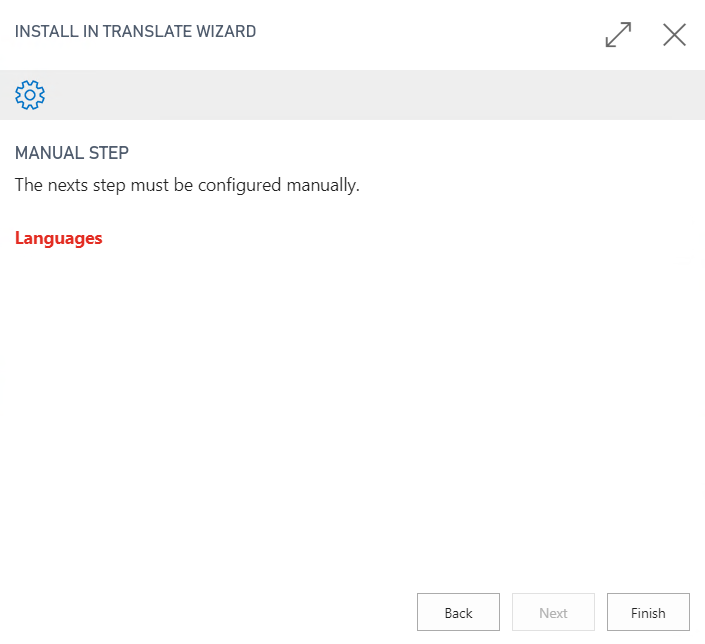 INSTALL IN TRANSLATE WIZARD
MANUAL STEP
The nexts step must be configured manually.
Languages
Back Next Finish